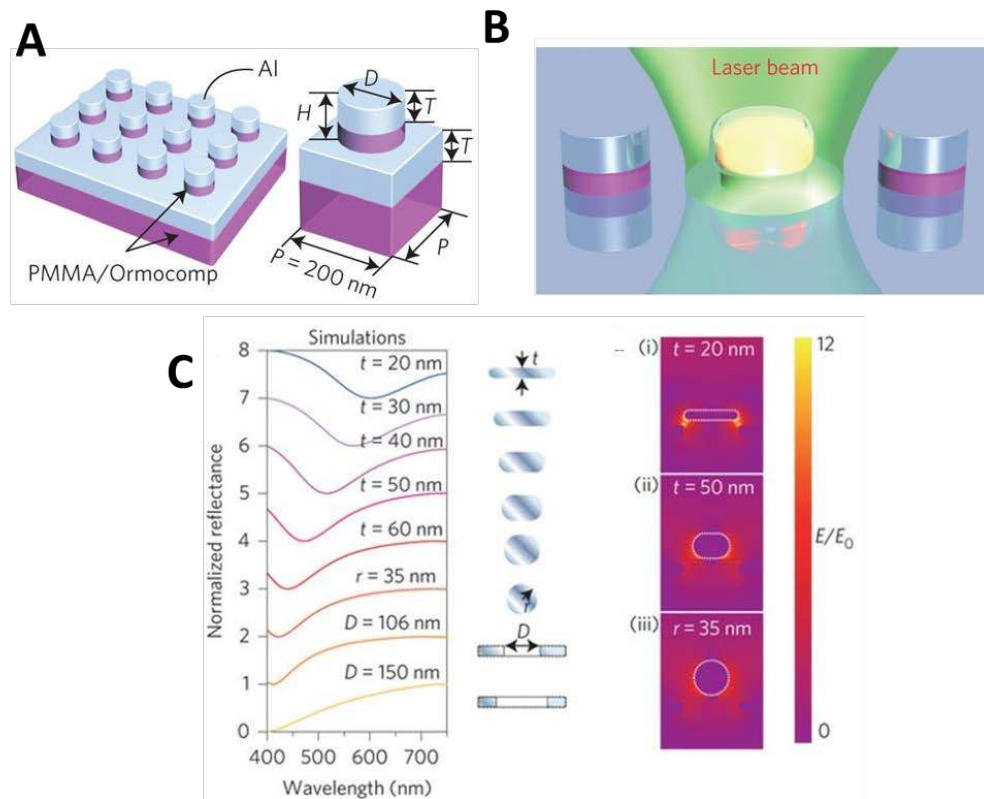 A
Al
D
H
T
T
P
P = 200 nm
PMMA/Ormocomp
B
Laser beam
C
Simulations
8
7
6
5
4
3
2
1
0
Normalized reflectance
t = 20 nm
t = 30 nm
t = 40 nm
t = 50 nm
t = 60 nm
r = 35 nm
D = 106 nm
D = 150 nm
400 500 600 700
Wavelength (nm)
t
r
D
(i) t = 20 nm
(ii) t = 50 nm
(iii) r = 35 nm
12
E/E0
0